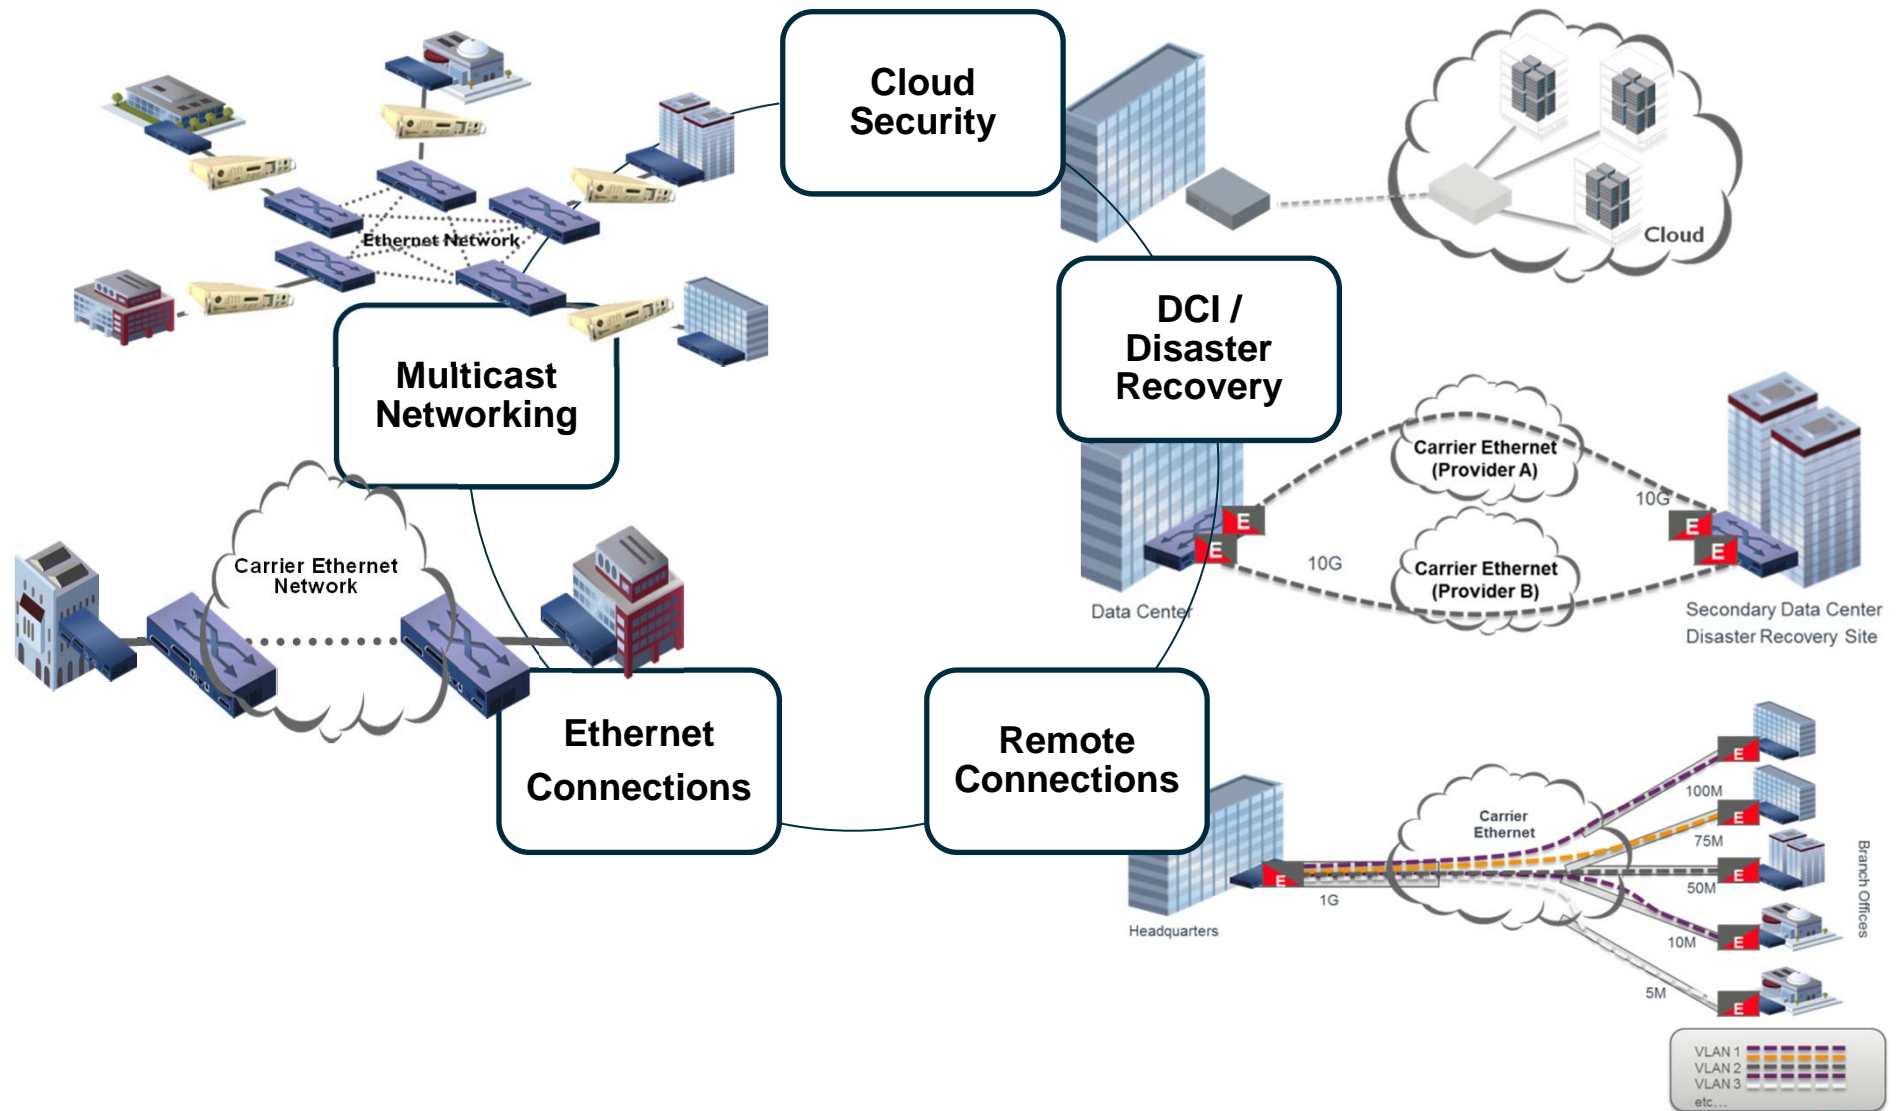 Cloud
Security
Cloud
Ethernet Network
DCI /
Disaster
Recovery
Multicast
Networking
Carrier Ethernet
(Provider A)
10G
E
E
E
E
10G
Carrier Ethernet
(Provider B)
Data Center
Secondary Data Center
Disaster Recovery Site
Carrier Ethernet
Network
Ethernet
Connections
Remote
Connections
Carrier
Ethernet
E
100M
E
75M
E
50M
E
1G
E
10M
E
5M
Headquarters
Branch Offices
VLAN 1
VLAN 2
VLAN 3
etc...